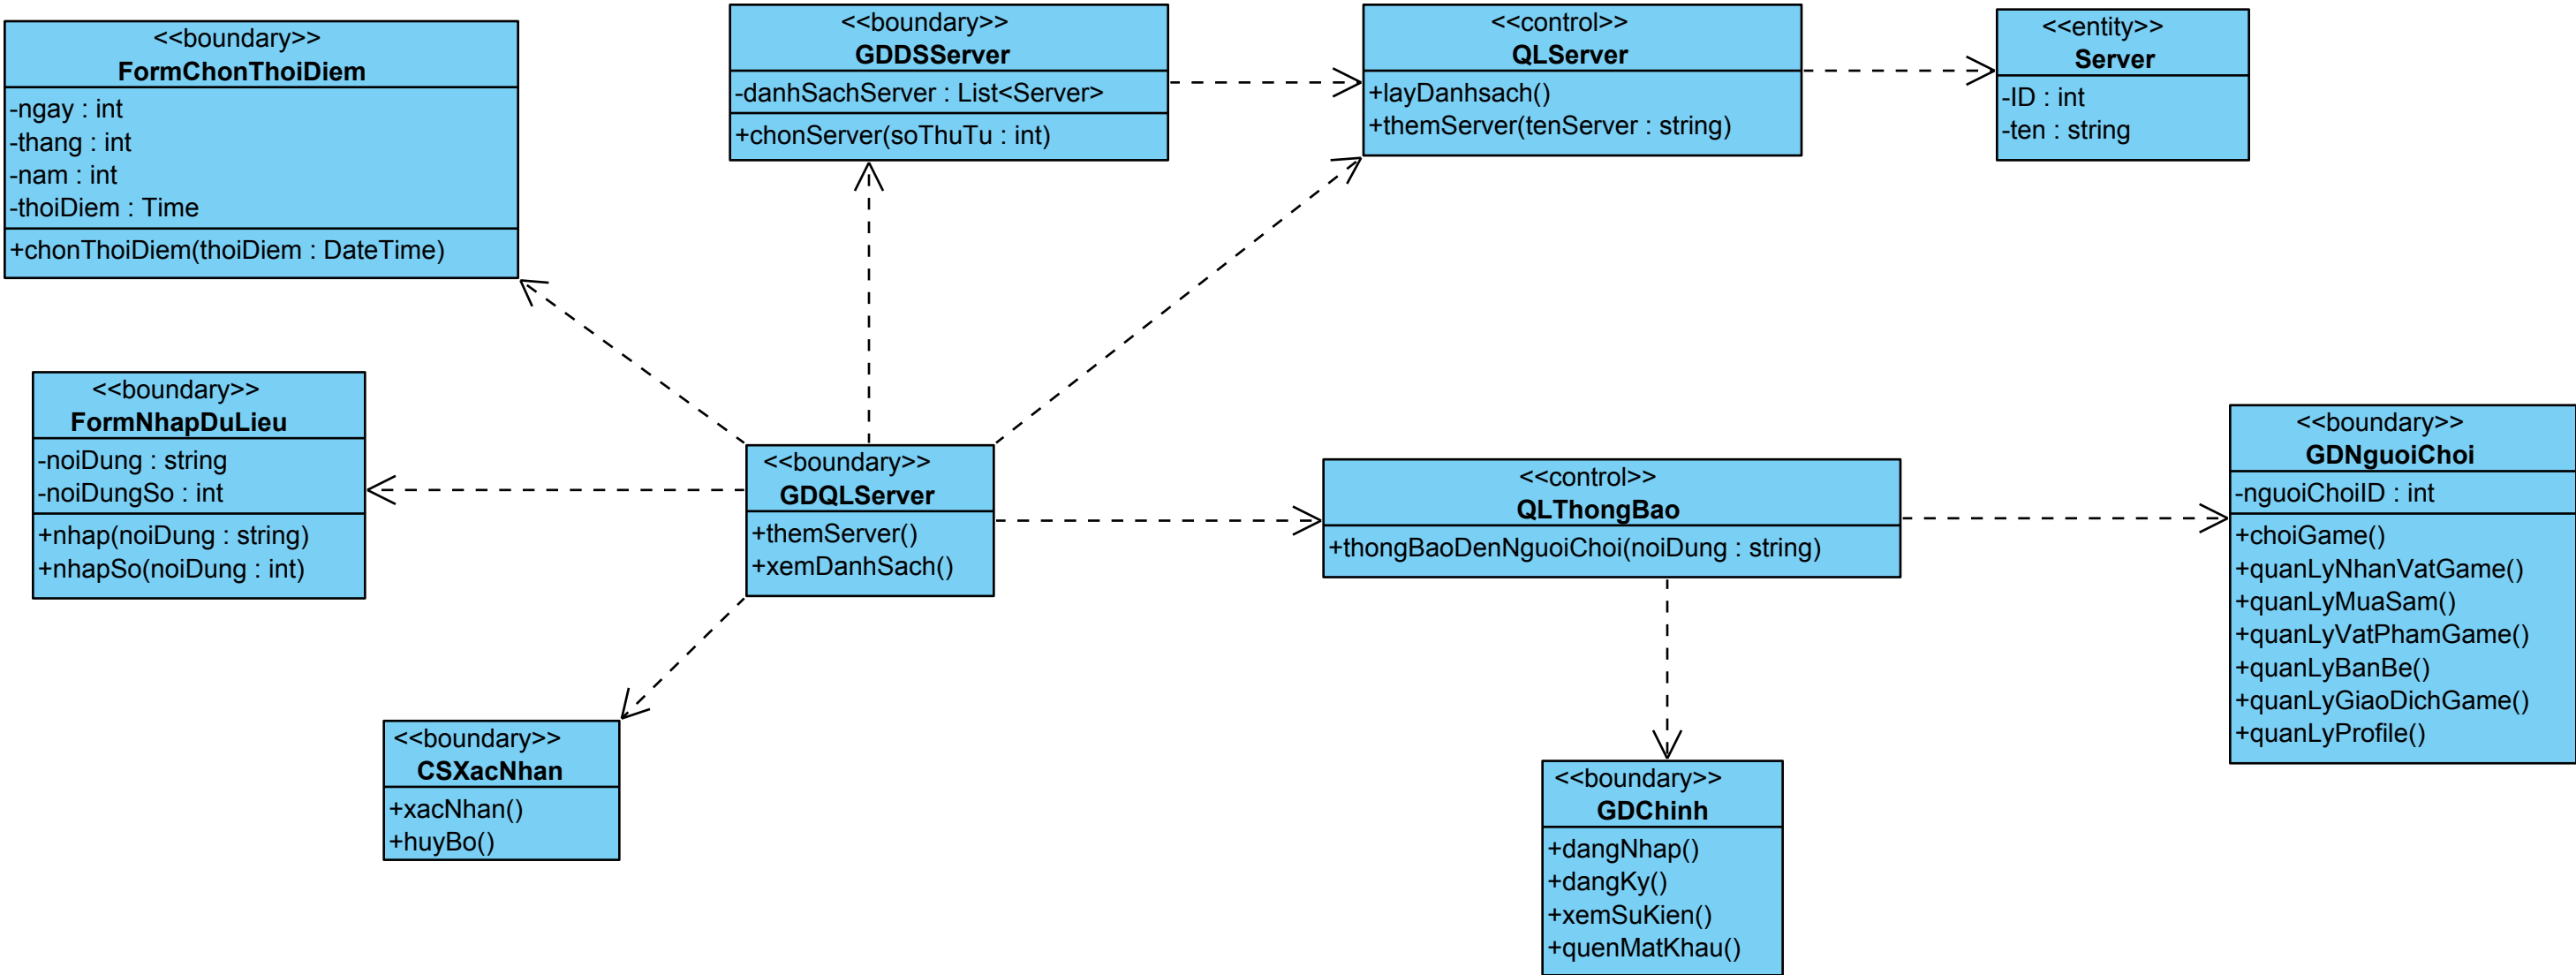 <<boundary>>
FormChonThoiDiem
-ngay : int
-thang : int
-nam : int
-thoiDiem : Time
+chonThoiDiem(thoiDiem : DateTime)
<<boundary>>
GDDSServer
-danhSachServer : List<Server>
+chonServer(soThuTu : int)
<<control>>
QLServer
+layDanhsach()
+themServer(tenServer : string)
<<entity>>
Server
-ID : int
-ten : string
<<boundary>>
FormNhapDuLieu
-noiDung : string
-noiDungSo : int
+nhap(noiDung : string)
+nhapSo(noiDung : int)
<<boundary>>
GDQLServer
+themServer()
+xemDanhSach()
<<control>>
QLThongBao
+thongBaoDenNguoiChoi(noiDung : string)
<<boundary>>
GDNguoiChoi
-nguoiChoiID : int
+choiGame()
+quanLyNhanVatGame()
+quanLyMuaSam()
+quanLyVatPhamGame()
+quanLyBanBe()
+quanLyGiaoDichGame()
+quanLyProfile()
<<boundary>>
CSXacNhan
+xacNhan()
+huyBo()
<<boundary>>
GDChinh
+dangNhap()
+dangKy()
+xemSuKien()
+quenMatKhau()